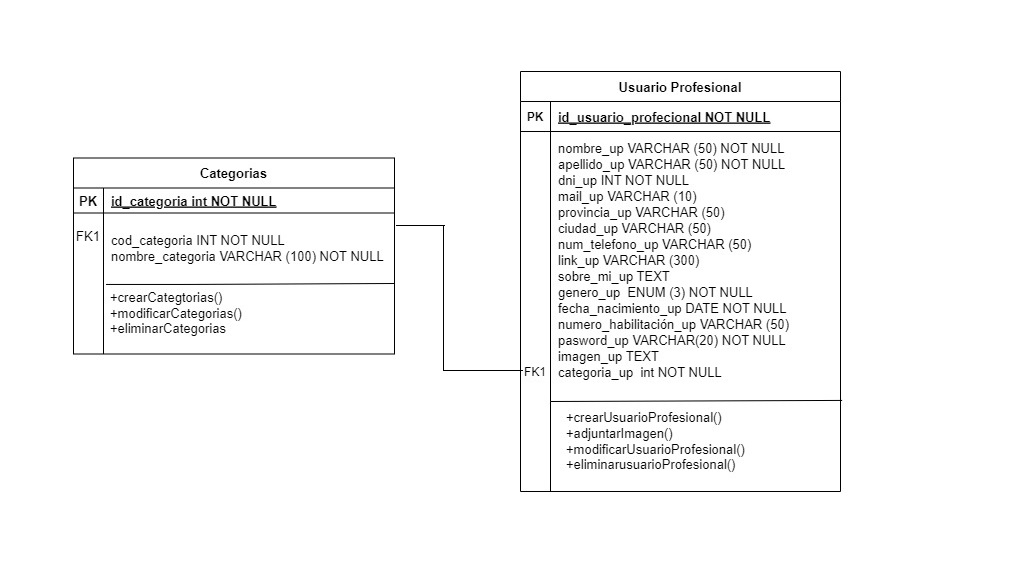 Categorias
PK id_categoria int NOT NULL
FK1
cod_categoria INT NOT NULL
nombre_categoria VARCHAR (100) NOT NULL
+crearCategtorias()
+modificarCategorias()
+eliminarCategorias
Usuario Profesional
PK id_usuario_profecional NOT NULL
nombre_up VARCHAR (50) NOT NULL
apellido_up VARCHAR (50) NOT NULL
dni_up INT NOT NULL
mail_up VARCHAR (10)
provincia_up VARCHAR (50)
ciudad_up VARCHAR (50)
num_telefono_up VARCHAR (50)
link_up VARCHAR (300)
sobre_mi_up TEXT
genero_up ENUM (3) NOT NULL
fecha_nacimiento_up DATE NOT NULL
numero_habilitación_up VARCHAR (50)
pasword_up VARCHAR(20) NOT NULL
imagen_up TEXT
FK1 categoria_up int NOT NULL
+crearUsuarioProfesional()
+adjuntarImagen()
+modificarUsuarioProfesional()
+eliminarusuarioProfesional()